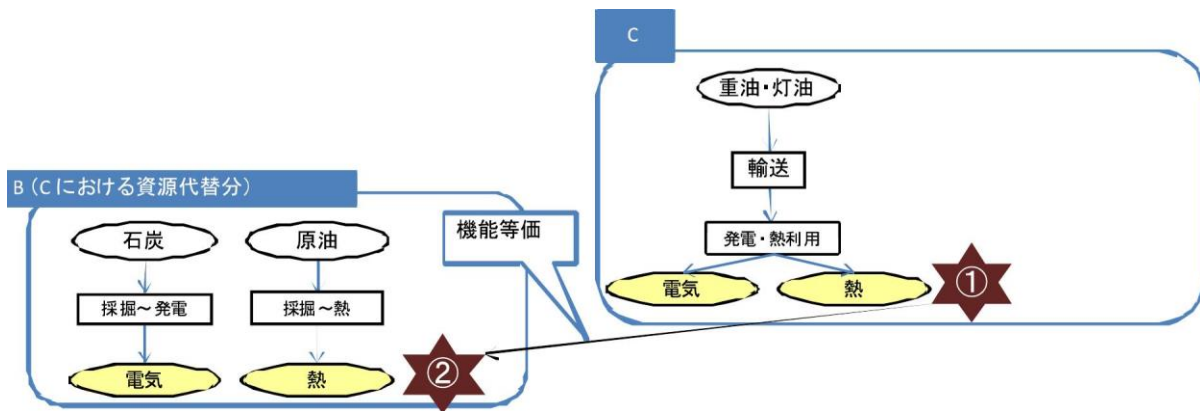 C
重油・灯油
輸送
発電・熱利用
電気
熱
①
機能等価
B（Cにおける資源代替分）
石炭
原油
採掘～発電
採掘～熱
電気
熱
②